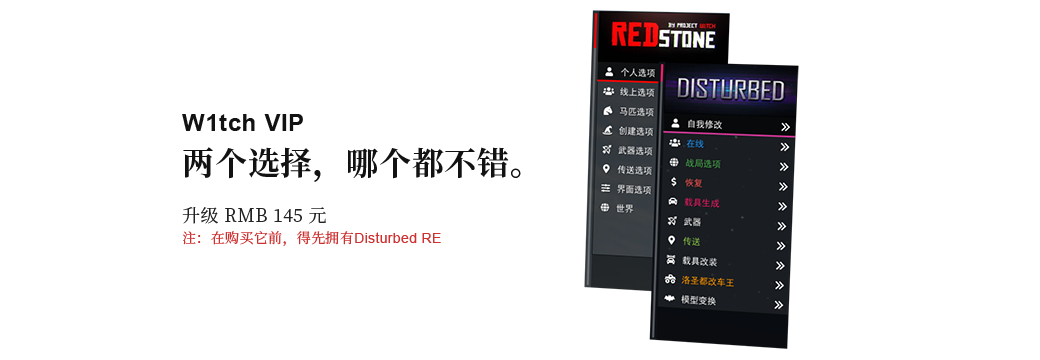 W1tch VIP
两个选择，哪个都不错。
升级 RMB 145 元
注：在购买它前，得先拥有Disturbed RE
BY PROJECT GLITCH
REDSTONE
个人选项
线上选项
马匹选项
创建选项
武器选项
传送选项
界面选项
世界
DISTURBED
自我修改
在线
战局选项
恢复
载具生成
武器
传送
载具改装
洛圣都改车王
模型变换